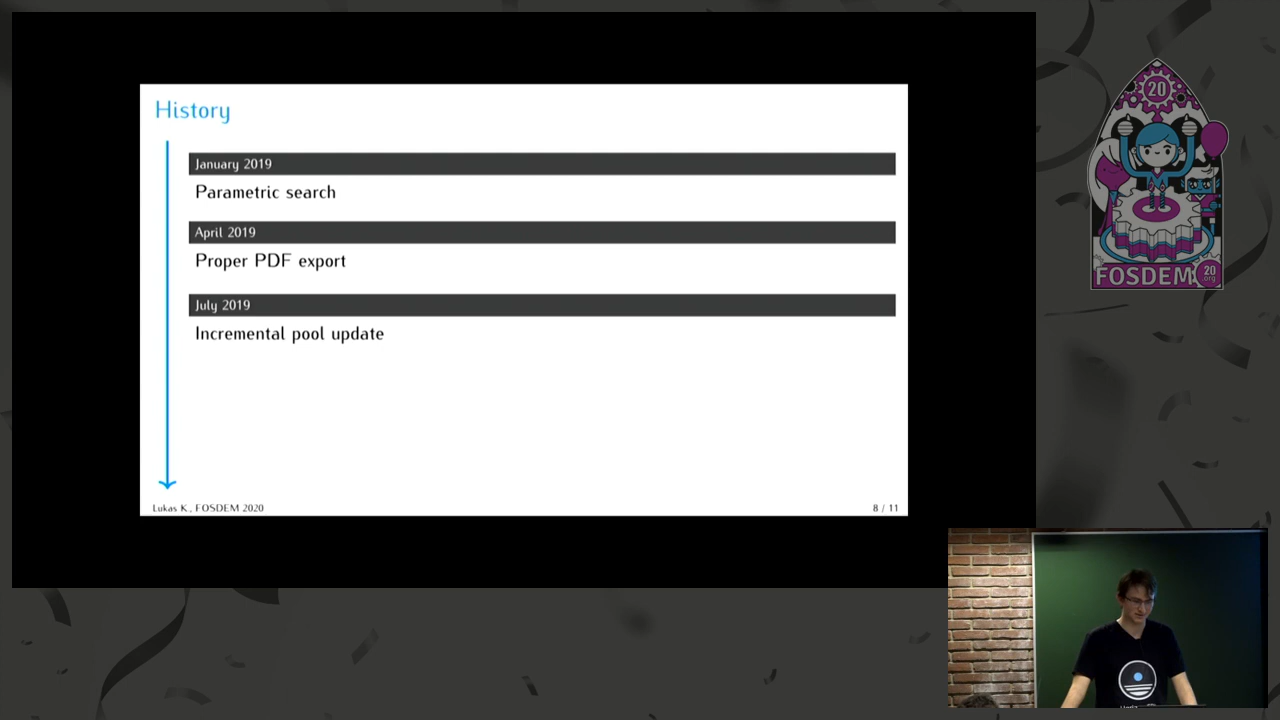 History
January 2019
Parametric search
April 2019
Proper PDF export
July 2019
Incremental pool update
Lukas K., FOSDEM 2020
8 / 11
20
FOSDEM
20
.org